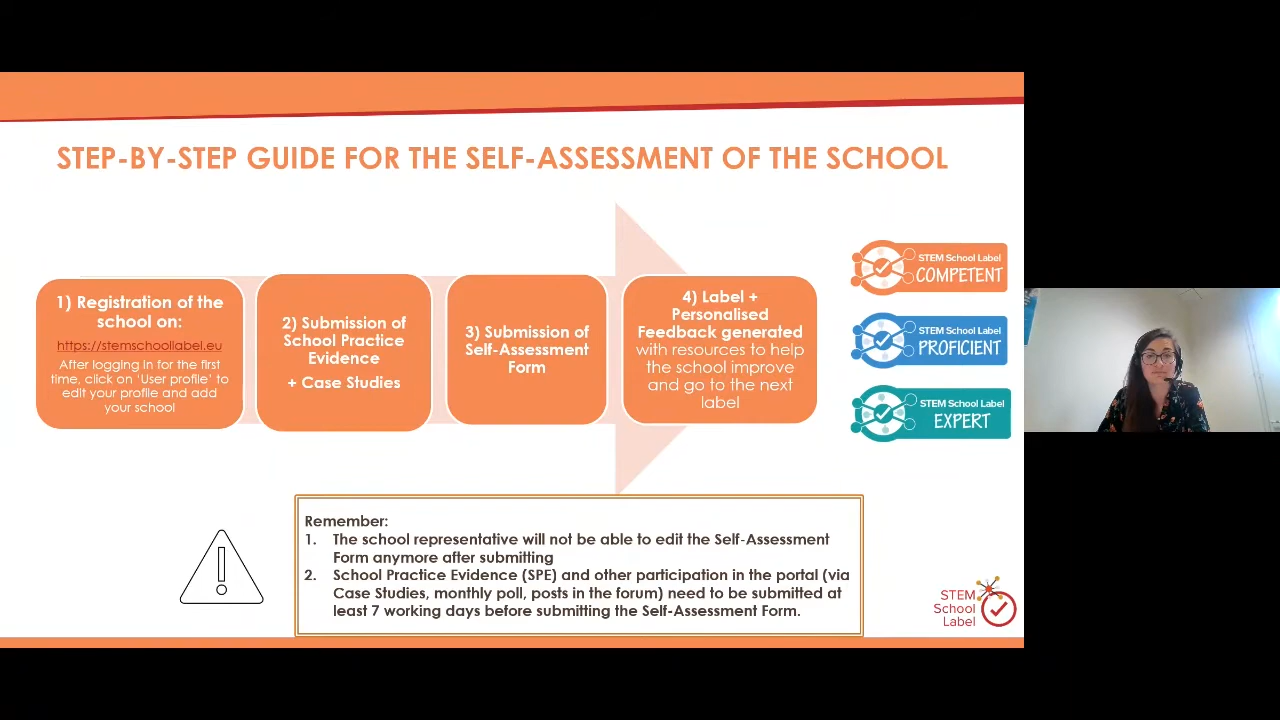 STEP-BY-STEP GUIDE FOR THE SELF-ASSESSMENT OF THE SCHOOL
1) Registration of the
school on:
https://stemschoollabel.eu
After logging in for the first
time, click on ‘User profile’ to
edit your profile and add
your school
2) Submission of
School Practice
Evidence
+ Case Studies
3) Submission of
Self-Assessment
Form
4) Label +
Personalised
Feedback generated
with resources to help
the school improve
and go to the next
label
STEM School Label
COMPETENT
STEM School Label
PROFICIENT
STEM School Label
EXPERT
Remember:
1. The school representative will not be able to edit the Self-Assessment
Form anymore after submitting
2. School Practice Evidence (SPE) and other participation in the portal (via
Case Studies, monthly poll, posts in the forum) need to be submitted at
least 7 working days before submitting the Self-Assessment Form.
STEM
School
Label